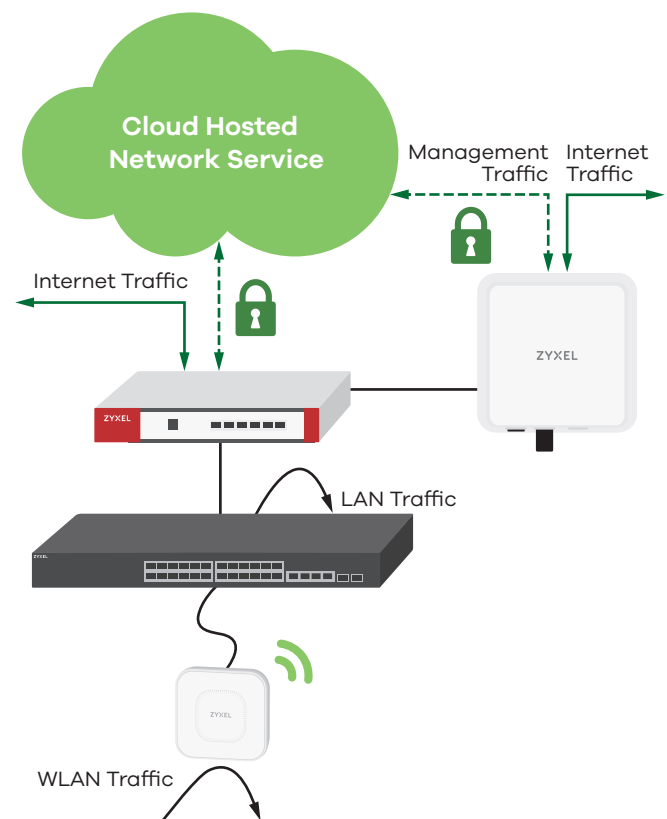 Cloud Hosted
Network Service
Management
Traffic
Internet
Traffic
Internet Traffic
ZYXEL
ZYXEL
LAN Traffic
ZYXEL
ZYXEL
WLAN Traffic